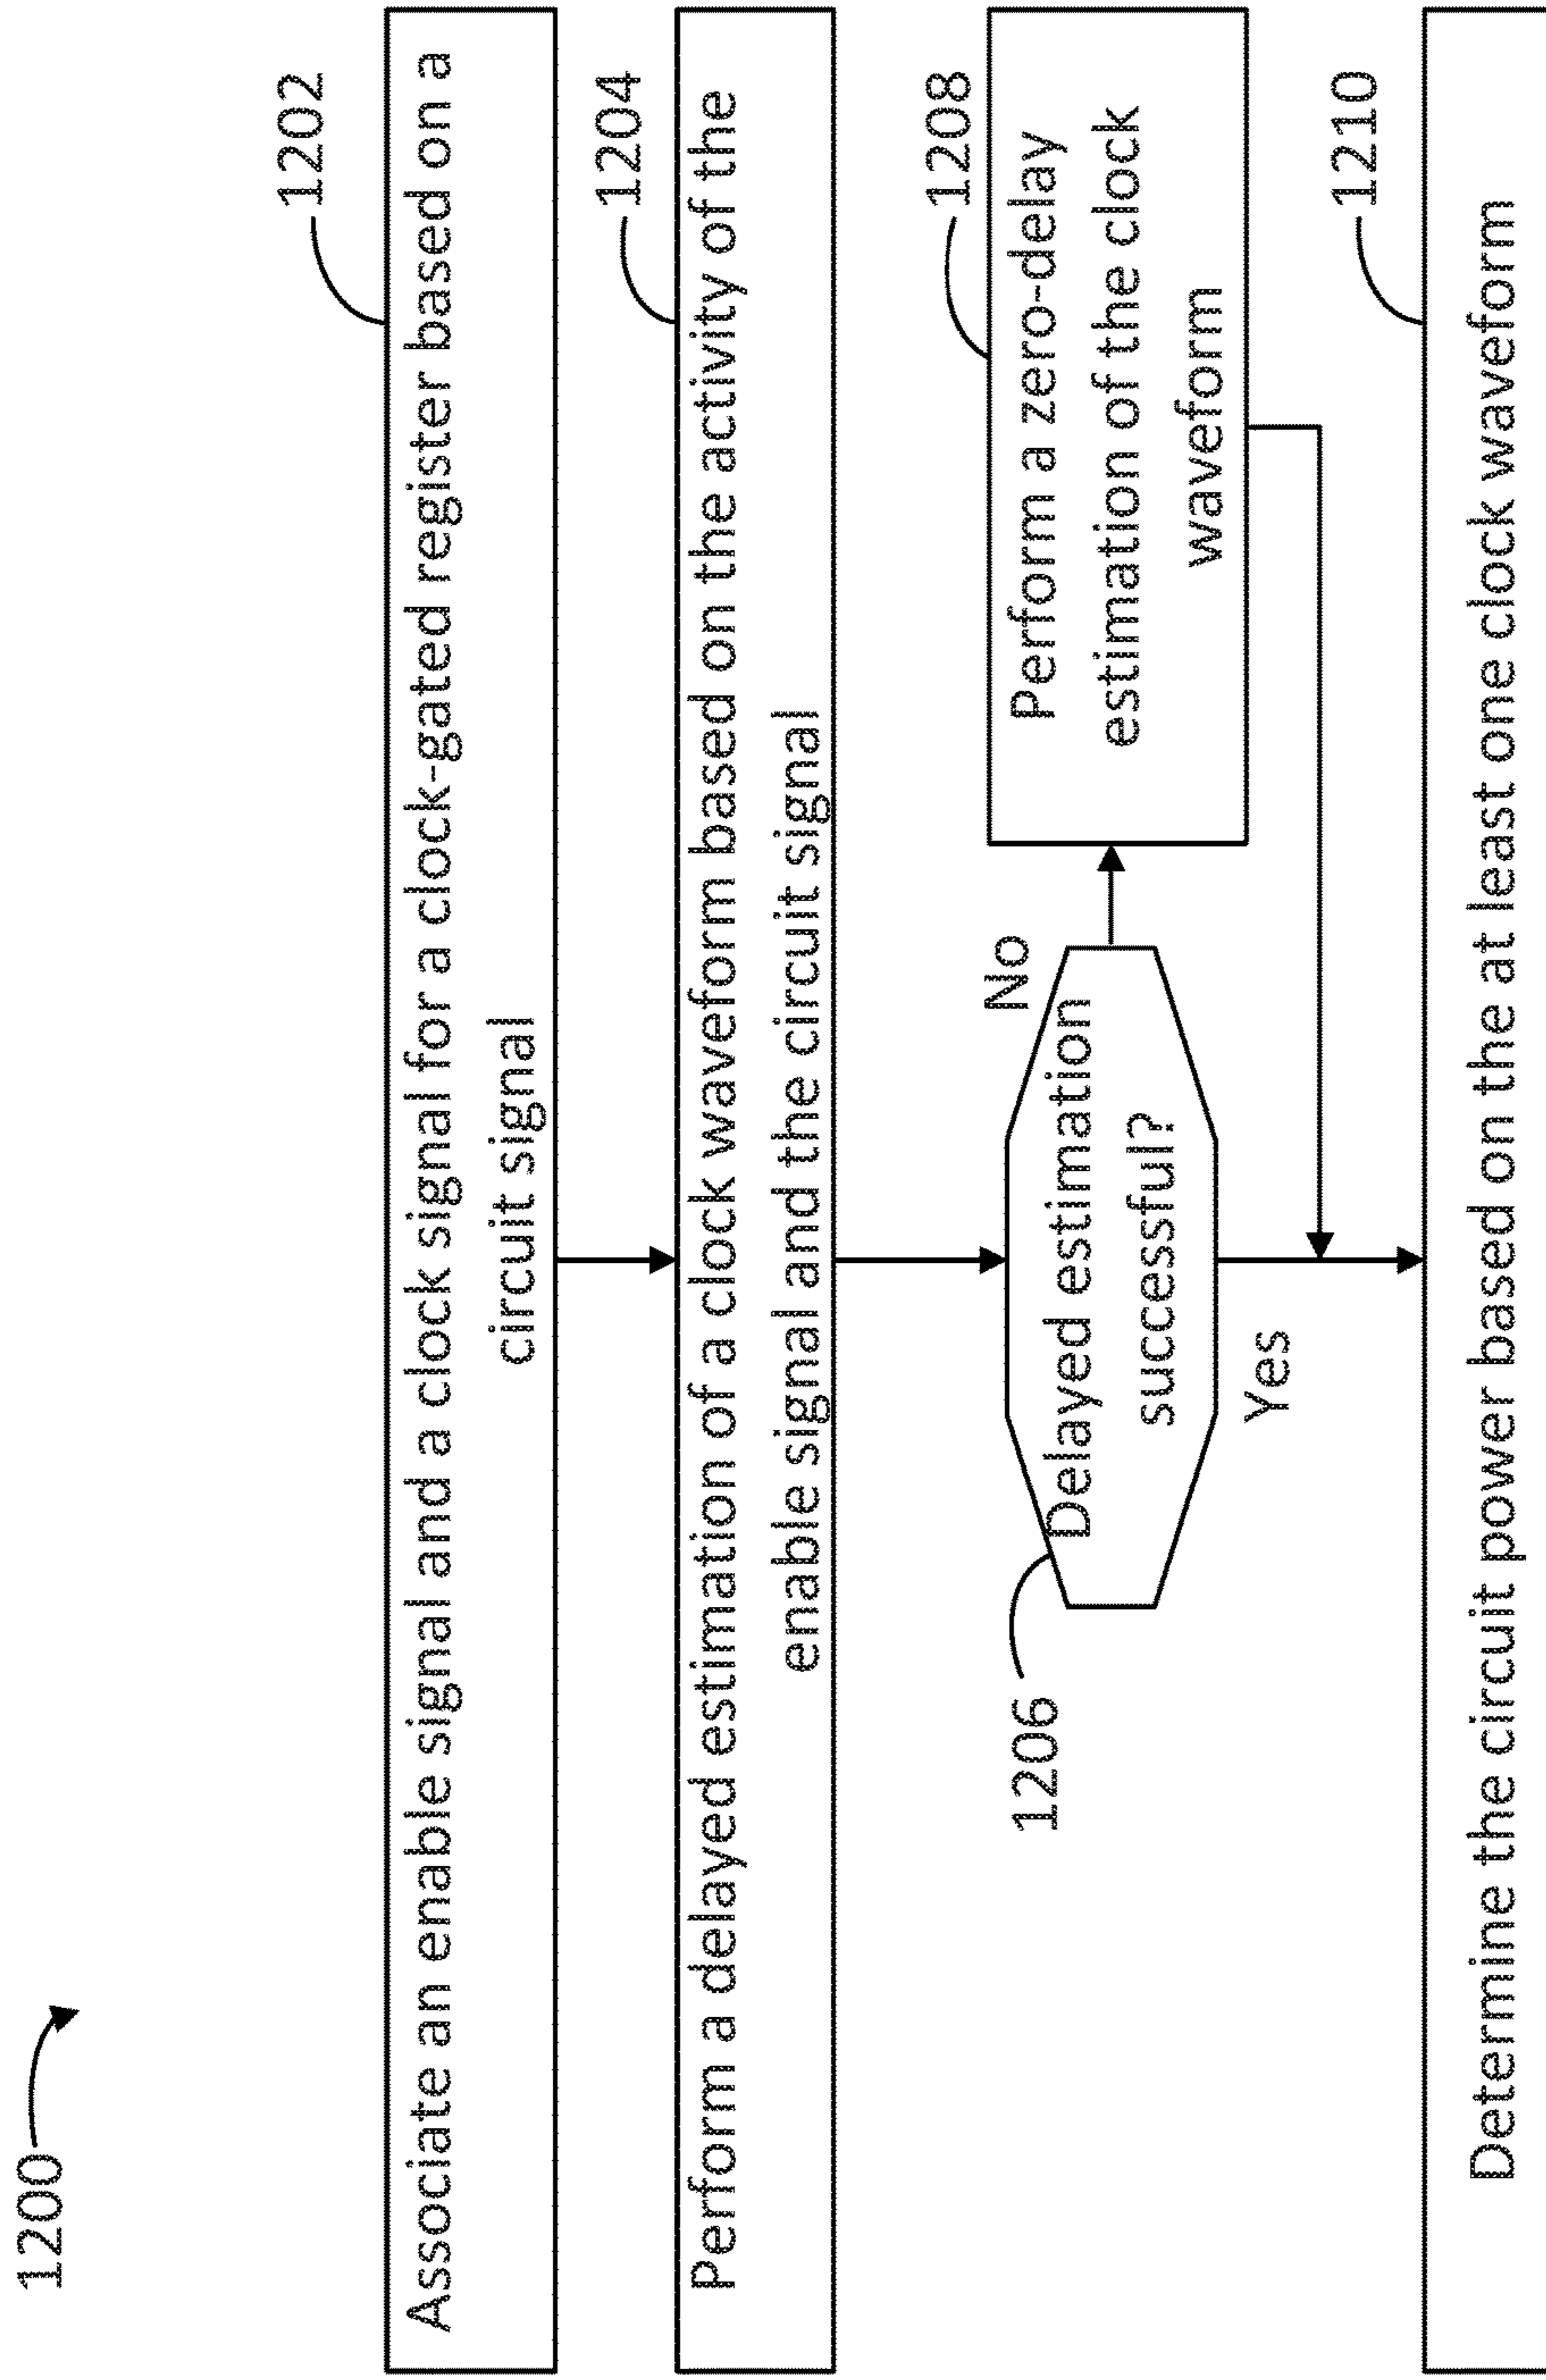 1200
1202
Associate an enable signal and a clock signal for a clock-gated register based on a
circuit signal
1204
Perform a delayed estimation of a clock waveform based on the activity of the
enable signal and the circuit signal
1206
Delayed estimation
successful?
No
1208
Perform a zero-delay
estimation of the clock
waveform
Yes
1210
Determine the circuit power based on the at least one clock waveform